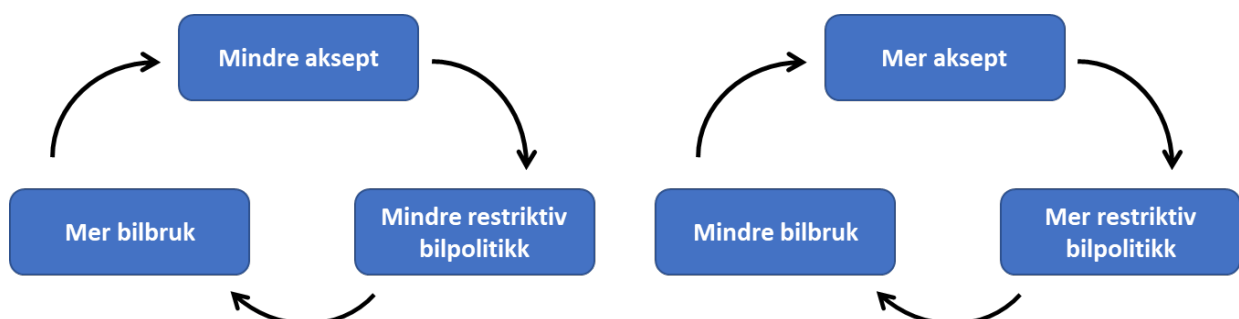 Mindre aksept
Mer bilbruk
Mindre restriktiv
bilpolitikk
Mer aksept
Mindre bilbruk
Mer restriktiv
bilpolitikk